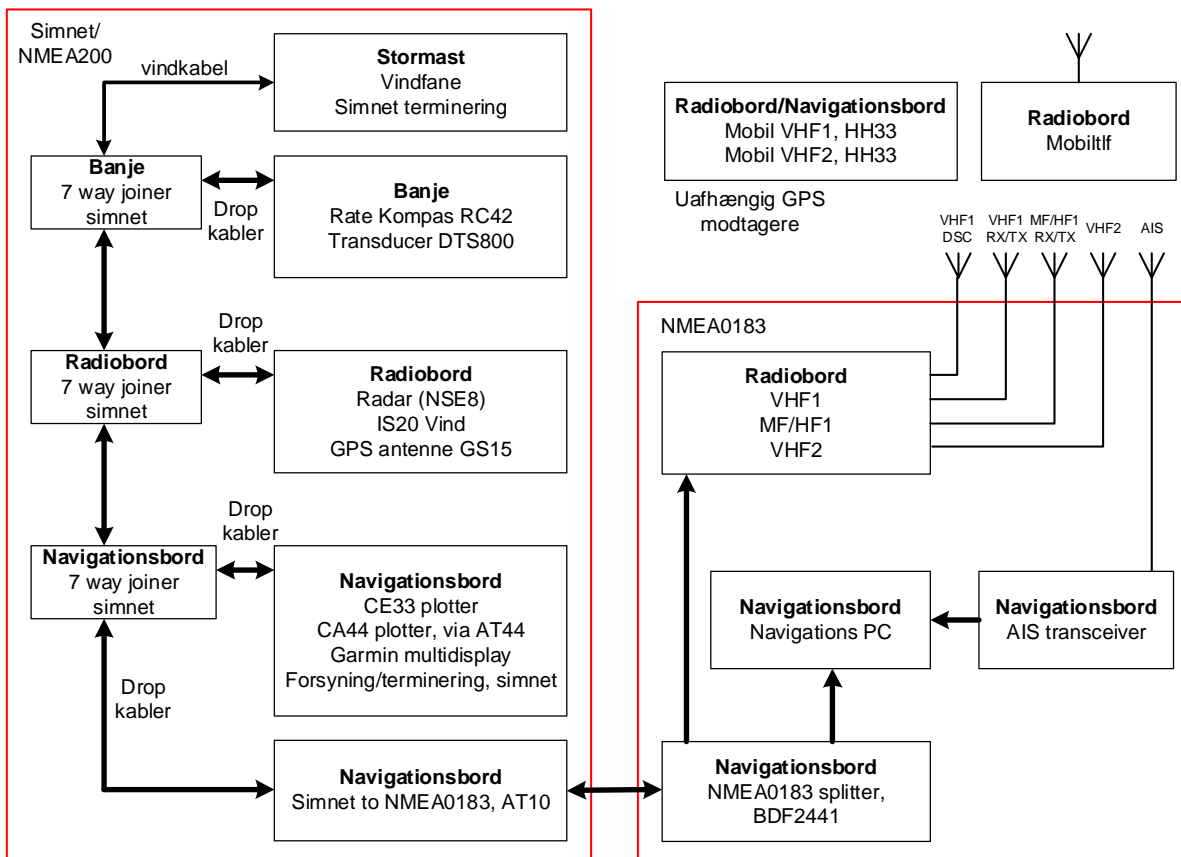 Simnet/
NMEA200
vindkabel
Stormast
Vindfane
Simnet terminering
Banje
7 way joiner
simnet
Drop
kabler
Banje
Rate Kompas RC42
Transducer DTS800
Radiobord
7 way joiner
simnet
Drop
kabler
Radiobord
Radar (NSE8)
IS20 Vind
GPS antenne GS15
Navigationsbord
7 way joiner
simnet
Drop
kabler
Navigationsbord
CE33 plotter
CA44 plotter, via AT44
Garmin multidisplay
Forsyning/terminering, simnet
Drop
kabler
Navigationsbord
Simnet to NMEA0183, AT10
Radiobord/Navigationsbord
Mobil VHF1, HH33
Mobil VHF2, HH33
Uafhængig GPS
modtagere
Radiobord
Mobiltlf
VHF1
DSC
VHF1
RX/TX
MF/HF1
RX/TX
VHF2
AIS
NMEA0183
Radiobord
VHF1
MF/HF1
VHF2
Navigationsbord
Navigations PC
Navigationsbord
AIS transceiver
Navigationsbord
NMEA0183 splitter,
BDF2441